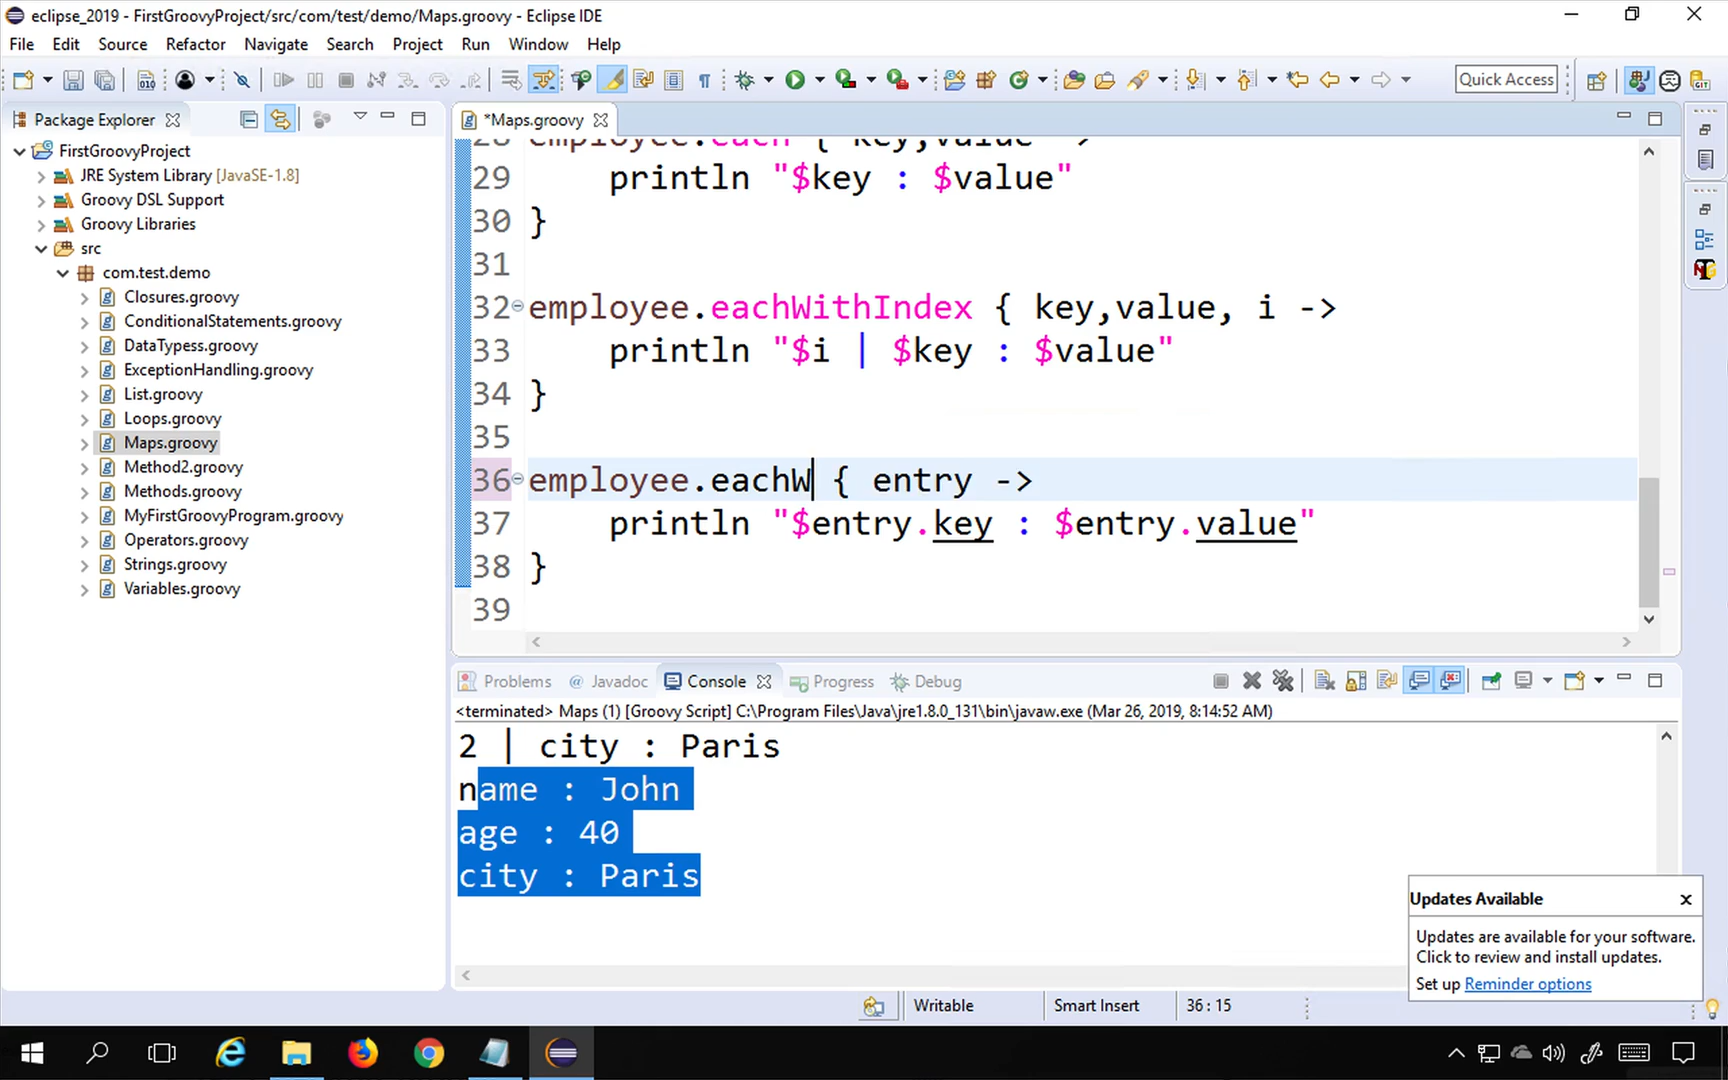 eclipse_2019 - FirstGroovyProject/src/com/test/demo/Maps.groovy - Eclipse IDE
File Edit Source Refactor Navigate Search Project Run Window Help
Quick Access
Package Explorer
FirstGroovyProject
JRE System Library [JavaSE-1.8]
Groovy DSL Support
Groovy Libraries
src
com.test.demo
Closures.groovy
ConditionalStatements.groovy
DataTypess.groovy
ExceptionHandling.groovy
List.groovy
Loops.groovy
Maps.groovy
Method2.groovy
Methods.groovy
MyFirstGroovyProgram.groovy
Operators.groovy
Strings.groovy
Variables.groovy
*Maps.groovy
28 employee.each { key,value ->
29 println "$key : $value"
30 }
31
32 employee.eachWithIndex { key,value, i ->
33 println "$i | $key : $value"
34 }
35
36 employee.eachW { entry ->
37 println "$entry.key : $entry.value"
38 }
39
Problems @ Javadoc Console Progress Debug
<terminated> Maps (1) [Groovy Script] C:\Program Files\Java\jre1.8.0_131\bin\javaw.exe (Mar 26, 2019, 8:14:52 AM)
2 | city : Paris
name : John
age : 40
city : Paris
Updates Available
Updates are available for your software.
Click to review and install updates.
Set up Reminder options
Writable Smart Insert 36 : 15